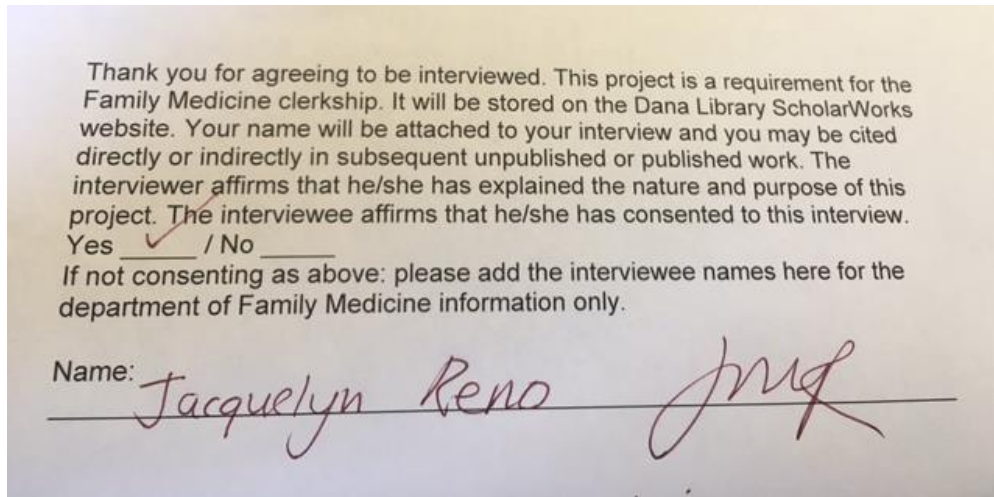 Thank you for agreeing to be interviewed. This project is a requirement for the
Family Medicine clerkship. It will be stored on the Dana Library ScholarWorks
website. Your name will be attached to your interview and you may be cited
directly or indirectly in subsequent unpublished or published work. The
interviewer affirms that he/she has explained the nature and purpose of this
project. The interviewee affirms that he/she has consented to this interview.
Yes ✓ / No ______
If not consenting as above: please add the interviewee names here for the
department of Family Medicine information only.
Name: Jacquelyn Reno